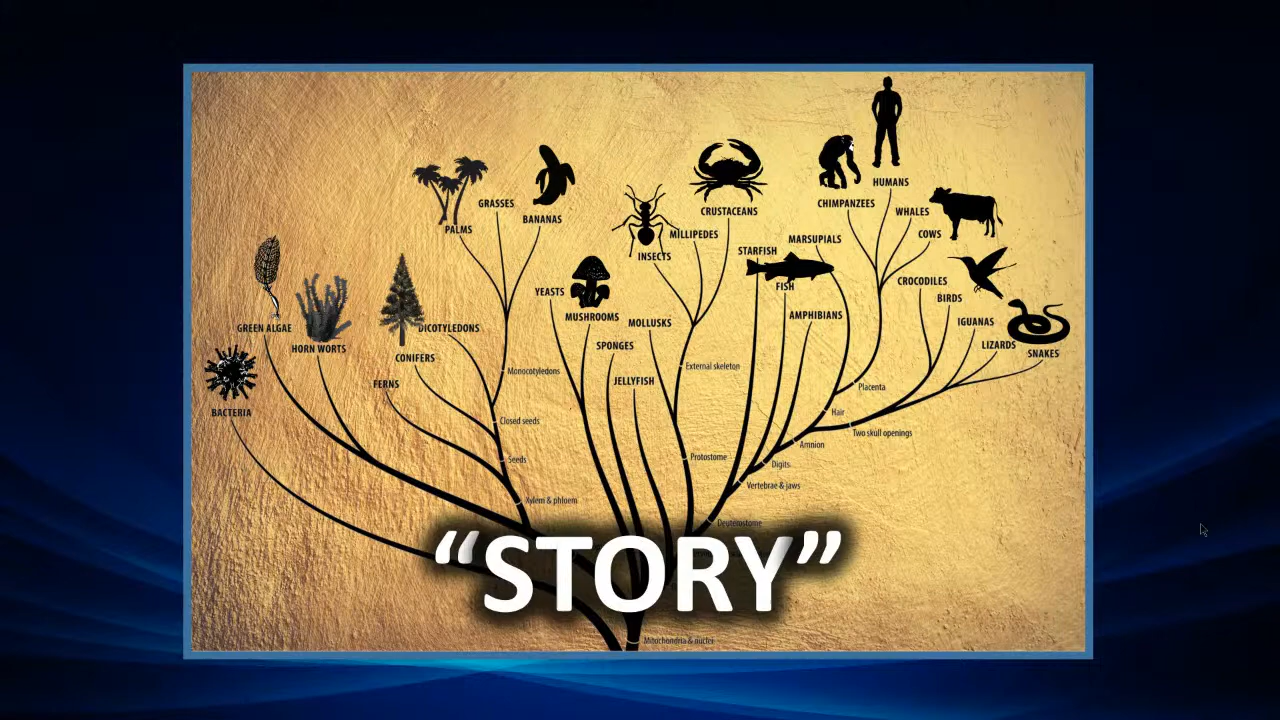 HUMANS
CHIMPANZEES
GRASSES
WHALES
CRUSTACEANS
BANANAS
PALMS
MILLIPEDES
COWS
MARSUPIALS
STARFISH
INSECTS
CROCODILES
FISH
YEASTS
BIRDS
MUSHROOMS
AMPHIBIANS
MOLLUSKS
IGUANAS
GREEN ALGAE
DICOTYLEDONS
SPONGES
LIZARDS
HORN WORTS
SNAKES
CONIFERS
External skeleton
Monocotyledons
JELLYFISH
FERNS
Placenta
BACTERIA
Hair
Closed seeds
Two skull openings
Amnion
Protostome
Seeds
Digits
Vertebrae & jaws
Xylem & phloem
Deuterostome
“STORY”
Mitochondria & nuclei